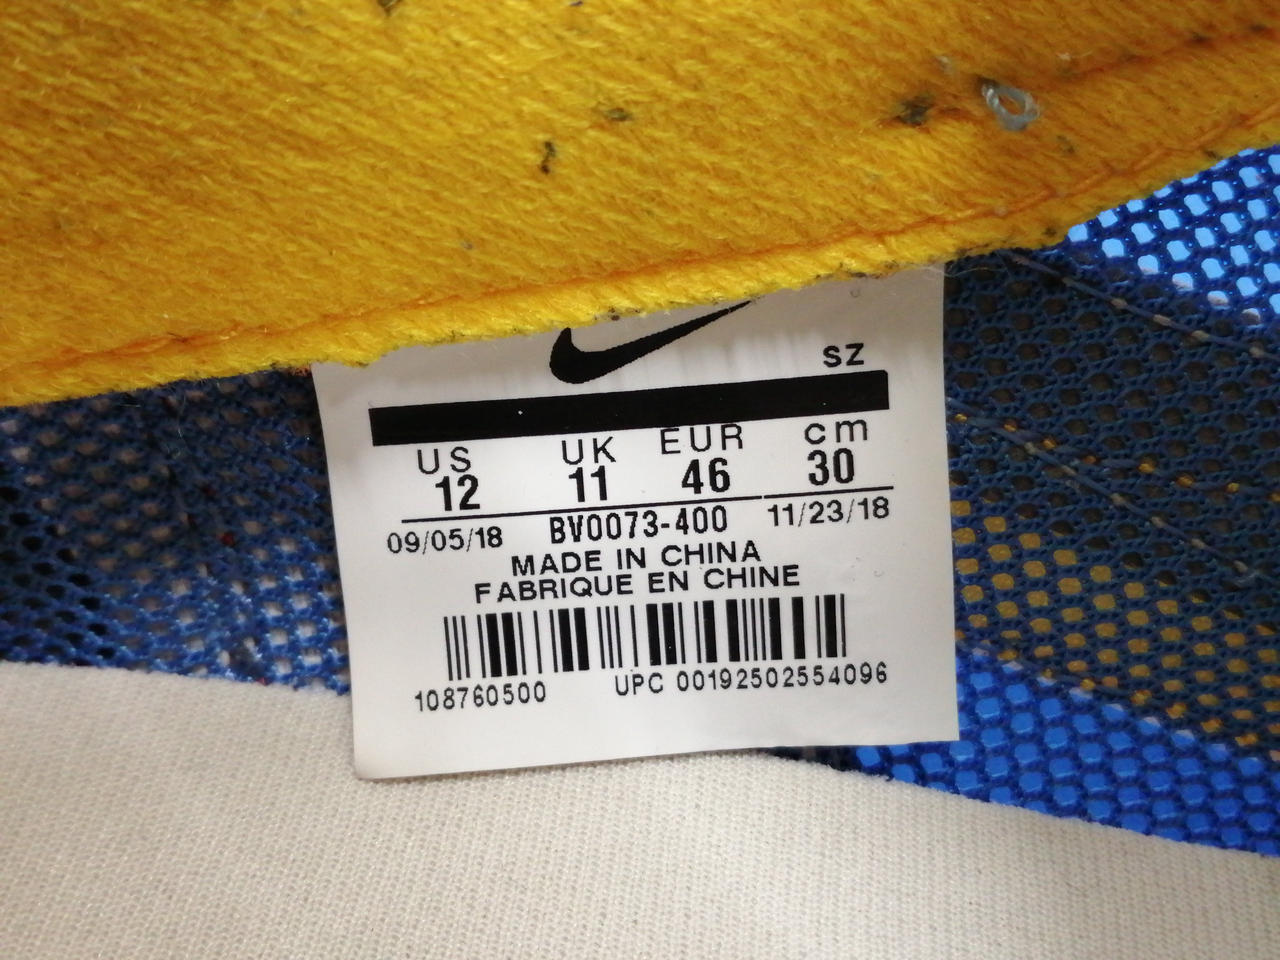 SZ
US UK EUR cm
12 11 46 30
09/05/18 BV0073-400 11/23/18
MADE IN CHINA
FABRIQUE EN CHINE
108760500 UPC 00192502554096